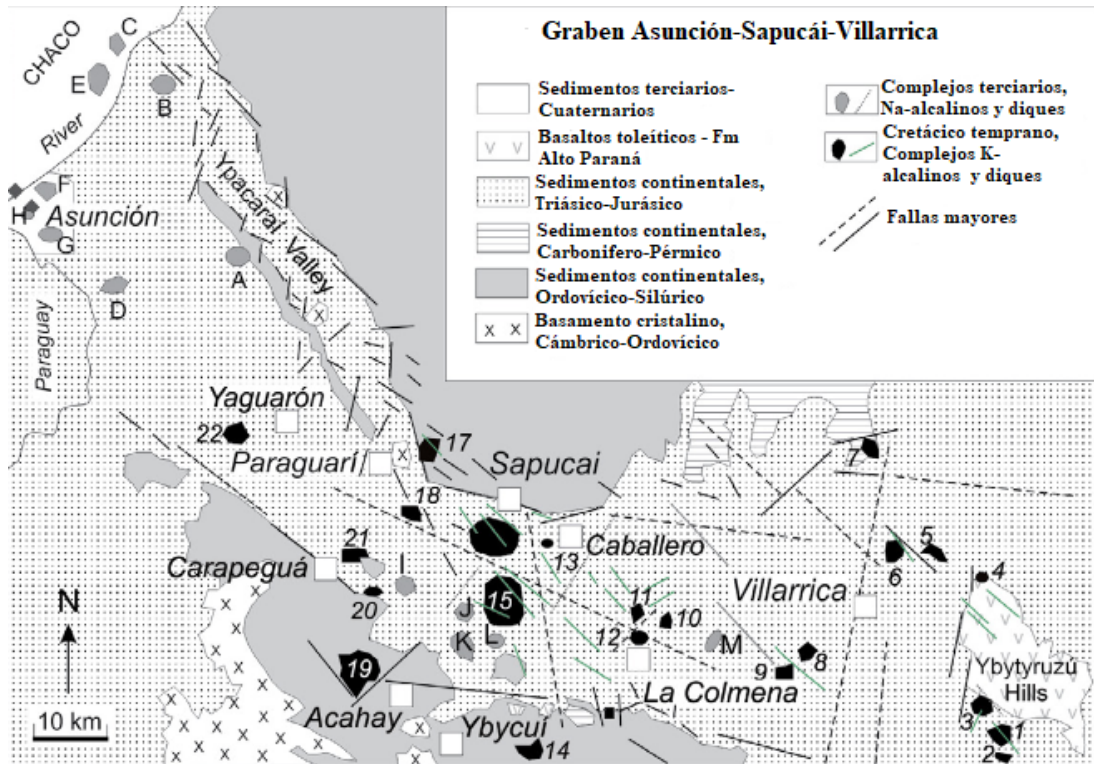 Graben Asunción-Sapucái-Villarrica
Sedimentos terciarios-
Cuaternarios
Basaltos toleíticos - Fm
Alto Paraná
Sedimentos continentales,
Triásico-Jurásico
Sedimentos continentales,
Carbonifero-Pérmico
Sedimentos continentales,
Ordovícico-Silúrico
Basamento cristalino,
Cámbrico-Ordovícico
Complejos terciarios,
Na-alcalinos y diques
Cretácico temprano,
Complejos K-
alcalinos y diques
Fallas mayores
CHACO
C
E
B
River
F
H
Asunción
G
Ypacarai
Valley
A
D
Paraguay
Yaguarón
22
Paraguarí
17
Sapucai
7
18
21
I
Carapeguá
20
13
Caballero
5
6
4
Villarrica
J
15
11
10
K
L
12
M
8
9
N
19
La Colmena
Ybytyruzú
Hills
10 km
Acahay
Ybycuí
14
3
1
2